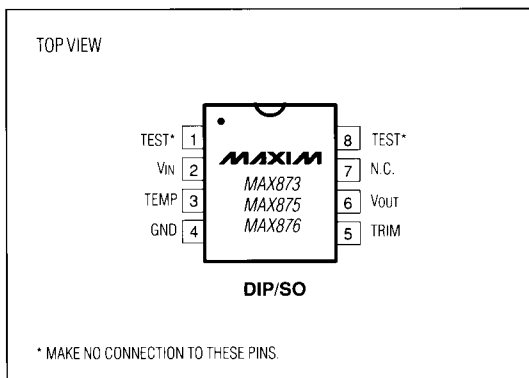 TOP VIEW
TEST* 1
VIN 2
TEMP 3
GND 4
MAXIM
MAX873
MAX875
MAX876
8 TEST*
7 N.C.
6 VOUT
5 TRIM
DIP/SO
* MAKE NO CONNECTION TO THESE PINS.